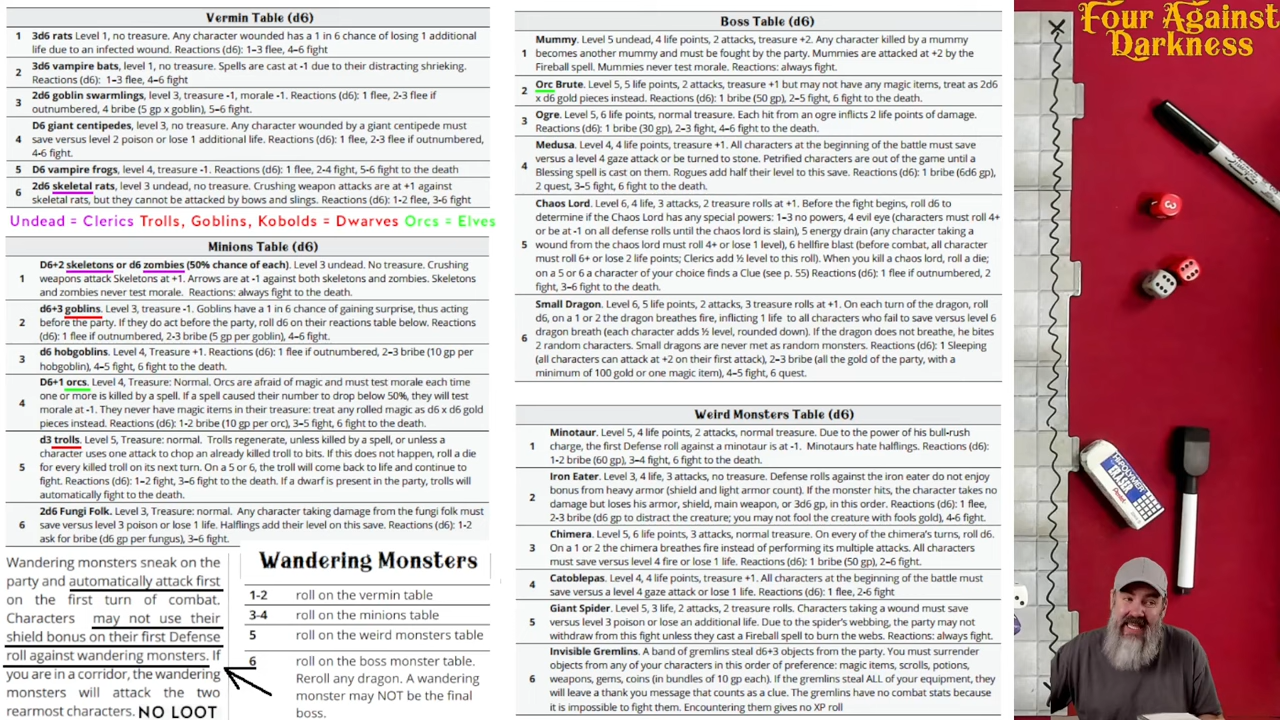 Vermin Table (d6)
1 3d6 rats Level 1, no treasure. Any character wounded has a 1 in 6 chance of losing 1 additional
life due to an infected wound. Reactions (d6): 1–3 flee, 4–6 fight
2 3d6 vampire bats, level 1, no treasure. Spells are cast at -1 due to their distracting shrieking.
Reactions (d6): 1–3 flee, 4–6 fight
3 2d6 goblin swarmlings, level 3, treasure -1, morale -1. Reactions (d6): 1 flee, 2-3 flee if
outnumbered, 4 bribe (5 gp x goblin), 5–6 fight.
4 D6 giant centipedes, level 3, no treasure. Any character wounded by a giant centipede must
save versus level 2 poison or lose 1 additional life. Reactions (d6): 1 flee, 2-3 flee if outnumbered,
4–6 fight.
5 D6 vampire frogs, level 4, treasure -1. Reactions (d6): 1 flee, 2-4 fight, 5-6 fight to the death
6 2d6 skeletal rats, level 3 undead, no treasure. Crushing weapon attacks are at +1 against
skeletal rats, but they cannot be attacked by bows and slings. Reactions (d6): 1-2 flee, 3-6 fight
Undead = Clerics Trolls, Goblins, Kobolds = Dwarves Orcs = Elves
Minions Table (d6)
1 D6+2 skeletons or d6 zombies (50% chance of each). Level 3 undead. No treasure. Crushing
weapons attack Skeletons at +1. Arrows are at -1 against both skeletons and zombies. Skeletons
and zombies never test morale. Reactions: always fight to the death.
2 d6+3 goblins. Level 3, treasure -1. Goblins have a 1 in 6 chance of gaining surprise, thus acting
before the party. If they do act before the party, roll d6 on their reactions table below. Reactions
(d6): 1 flee if outnumbered, 2-3 bribe (5 gp per goblin), 4–6 fight.
3 d6 hobgoblins. Level 4, Treasure +1. Reactions (d6): 1 flee if outnumbered, 2–3 bribe (10 gp per
hobgoblin), 4–5 fight, 6 fight to the death.
4 D6+1 orcs. Level 4, Treasure: Normal. Orcs are afraid of magic and must test morale each time
one or more is killed by a spell. If a spell caused their number to drop below 50%, they will test
morale at -1. They never have magic items in their treasure: treat any rolled magic as d6 x d6 gold
pieces instead. Reactions (d6): 1-2 bribe (10 gp per orc), 3–5 fight, 6 fight to the death.
5 d3 trolls. Level 5, Treasure: normal. Trolls regenerate, unless killed by a spell, or unless a
character uses one attack to chop an already killed troll to bits. If this does not happen, roll a die
for every killed troll on its next turn. On a 5 or 6, the troll will come back to life and continue to
fight. Reactions (d6): 1–2 fight, 3–6 fight to the death. If a dwarf is present in the party, trolls will
automatically fight to the death.
6 2d6 Fungi Folk. Level 3, Treasure: normal. Any character taking damage from the fungi folk must
save versus level 3 poison or lose 1 life. Halflings add their level on this save. Reactions (d6): 1-2
ask for bribe (d6 gp per fungus), 3–6 fight.
Wandering monsters sneak on the
party and automatically attack first
on the first turn of combat.
Characters may not use their
shield bonus on their first Defense
roll against wandering monsters. If
you are in a corridor, the wandering
monsters will attack the two
rearmost characters. NO LOOT
Wandering Monsters
1-2 roll on the vermin table
3-4 roll on the minions table
5 roll on the weird monsters table
6 roll on the boss monster table.
Reroll any dragon. A wandering
monster may NOT be the final
boss.
Boss Table (d6)
1 Mummy. Level 5 undead, 4 life points, 2 attacks, treasure +2. Any character killed by a mummy
becomes another mummy and must be fought by the party. Mummies are attacked at +2 by the
Fireball spell. Mummies never test morale. Reactions: always fight.
2 Orc Brute. Level 5, 5 life points, 2 attacks, treasure +1 but may not have any magic items, treat as 2d6
x d6 gold pieces instead. Reactions (d6): 1 bribe (50 gp), 2–5 fight, 6 fight to the death.
3 Ogre. Level 5, 6 life points, normal treasure. Each hit from an ogre inflicts 2 life points of damage.
Reactions (d6): 1 bribe (30 gp), 2–3 fight, 4–6 fight to the death.
4 Medusa. Level 4, 4 life points, treasure +1. All characters at the beginning of the battle must save
versus a level 4 gaze attack or be turned to stone. Petrified characters are out of the game until a
Blessing spell is cast on them. Rogues add half their level to this save. Reactions (d6): 1 bribe (6d6 gp),
2 quest, 3–5 fight, 6 fight to the death.
5 Chaos Lord. Level 6, 4 life, 3 attacks, 2 treasure rolls at +1. Before the fight begins, roll d6 to
determine if the Chaos Lord has any special powers: 1–3 no powers, 4 evil eye (characters must roll 4+
or be at -1 on all defense rolls until the chaos lord is slain), 5 energy drain (any character taking a
wound from the chaos lord must roll 4+ or lose 1 level), 6 hellfire blast (before combat, all character
must roll 6+ or lose 2 life points; Clerics add ½ level to this roll). When you kill a chaos lord, roll a die;
on a 5 or 6 a character of your choice finds a Clue (see p. 55) Reactions (d6): 1 flee if outnumbered, 2
fight, 3–6 fight to the death.
6 Small Dragon. Level 6, 5 life points, 2 attacks, 3 treasure rolls at +1. On each turn of the dragon, roll
d6, on a 1 or 2 the dragon breathes fire, inflicting 1 life to all characters who fail to save versus level 6
dragon breath (each character adds ½ level, rounded down). If the dragon does not breathe, he bites
2 random characters. Small dragons are never met as random monsters. Reactions (d6): 1 Sleeping
(all characters can attack at +2 on their first attack), 2–3 bribe (all the gold of the party, with a
minimum of 100 gold or one magic item), 4–5 fight, 6 quest.
Weird Monsters Table (d6)
1 Minotaur. Level 5, 4 life points, 2 attacks, normal treasure. Due to the power of his bull-rush
charge, the first Defense roll against a minotaur is at -1. Minotaurs hate halflings. Reactions (d6):
1-2 bribe (60 gp), 3–4 fight, 6 fight to the death.
2 Iron Eater. Level 3, 4 life, 3 attacks, no treasure. Defense rolls against the iron eater do not enjoy
bonus from heavy armor (shield and light armor count). If the monster hits, the character takes no
damage but loses his armor, shield, main weapon, or 3d6 gp, in this order. Reactions (d6): 1 flee,
2-3 bribe (d6 gp to distract the creature; you may not fool the creature with fools gold), 4-6 fight.
3 Chimera. Level 5, 6 life points, 3 attacks, normal treasure. On every of the chimera's turns, roll d6.
On a 1 or 2 the chimera breathes fire instead of performing its multiple attacks. All characters
must save versus level 4 fire or lose 1 life. Reactions (d6): 1 bribe (50 gp), 2–6 fight.
4 Catoblepas. Level 4, 4 life points, treasure +1. All characters at the beginning of the battle must
save versus a level 4 gaze attack or lose 1 life. Reactions (d6): 1 flee, 2-6 fight
5 Giant Spider. Level 5, 3 life, 2 attacks, 2 treasure rolls. Characters taking a wound must save
versus level 3 poison or lose an additional life. Due to the spider's webbing, the party may not
withdraw from this fight unless they cast a Fireball spell to burn the webs. Reactions: always fight.
6 Invisible Gremlins. A band of gremlins steal d6+3 objects from the party. You must surrender
objects from any of your characters in this order of preference: magic items, scrolls, potions,
weapons, gems, coins (in bundles of 10 gp each). If the gremlins steal ALL of your equipment, they
will leave a thank you message that counts as a clue. The gremlins have no combat stats because
it is impossible to fight them. Encountering them gives no XP roll
Four Against
Darkness
3
HI-POLYMER
ERASER
Pentel